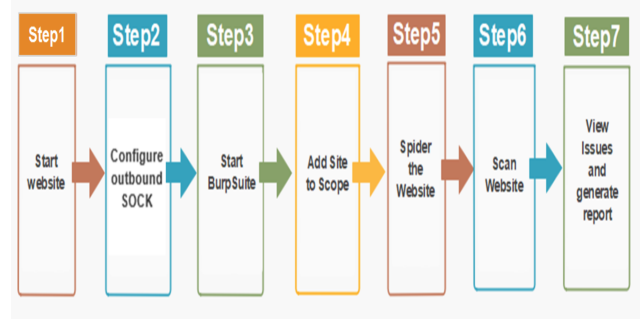 Step1
Step2
Step3
Step4
Step5
Step6
Step7
Start
website
Configure
outbound
SOCK
Start
BurpSuite
Add Site
to Scope
Spider
the
Website
Scan
Website
View
Issues
and
generate
report